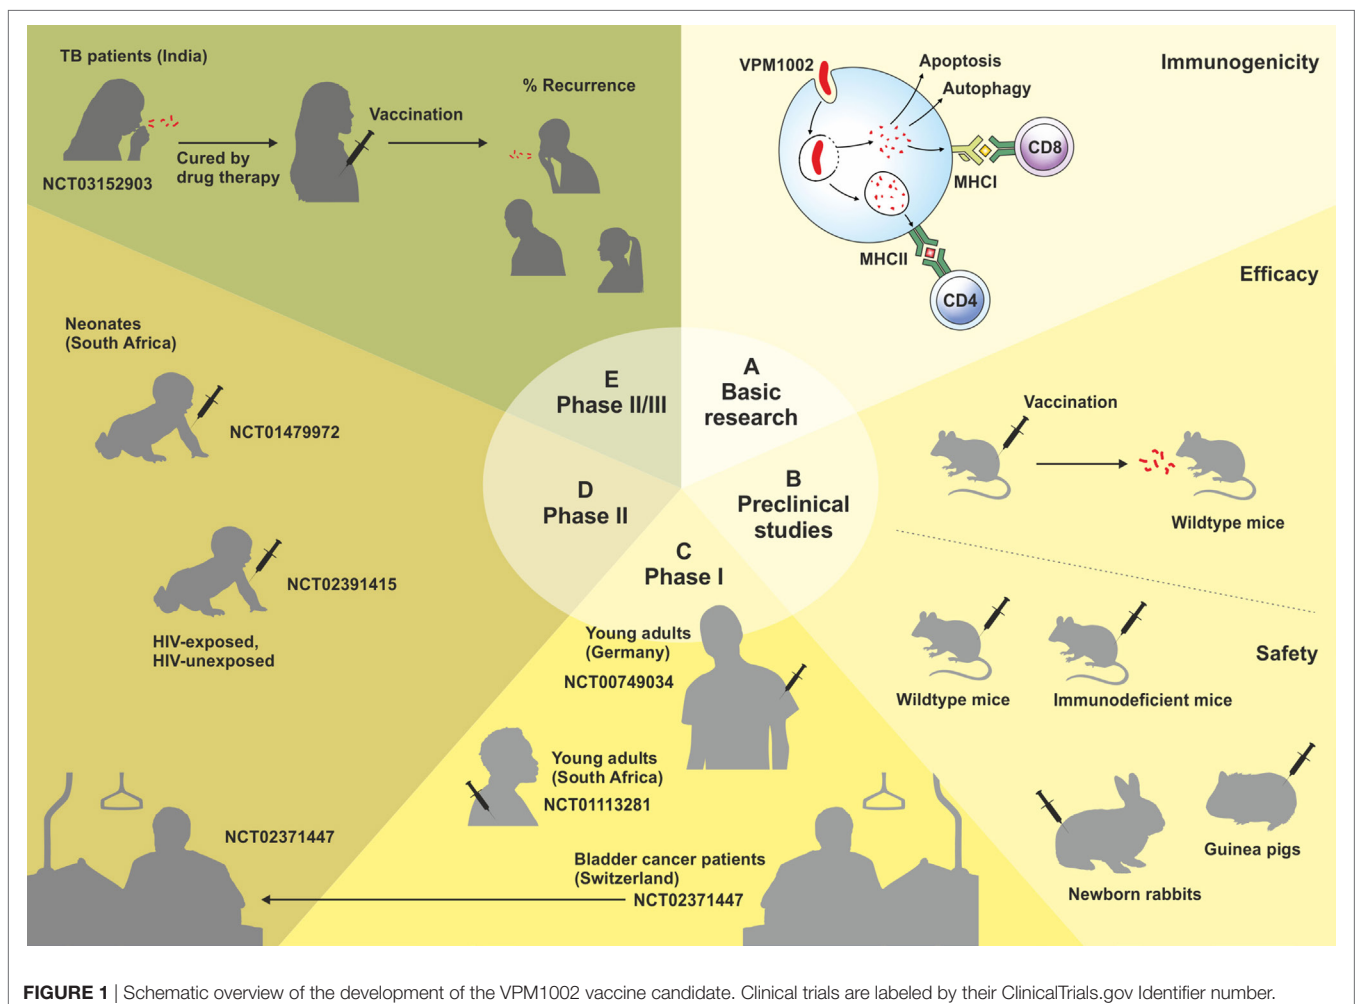 TB patients (India)
NCT03152903
Cured by
drug therapy
Vaccination
% Recurrence
Immunogenicity
VPM1002
Apoptosis
Autophagy
CD8
MHCI
MHCII
CD4
Efficacy
Vaccination
Wildtype mice
Safety
Wildtype mice
Immunodeficient mice
Newborn rabbits
Guinea pigs
A
Basic
research
B
Preclinical
studies
C
Phase I
D
Phase II
E
Phase II/III
Young adults
(Germany)
NCT00749034
Young adults
(South Africa)
NCT01113281
Bladder cancer patients
(Switzerland)
NCT02371447
Neonates
(South Africa)
NCT01479972
NCT02391415
HIV-exposed,
HIV-unexposed
NCT02371447
FIGURE 1 | Schematic overview of the development of the VPM1002 vaccine candidate. Clinical trials are labeled by their ClinicalTrials.gov Identifier number.